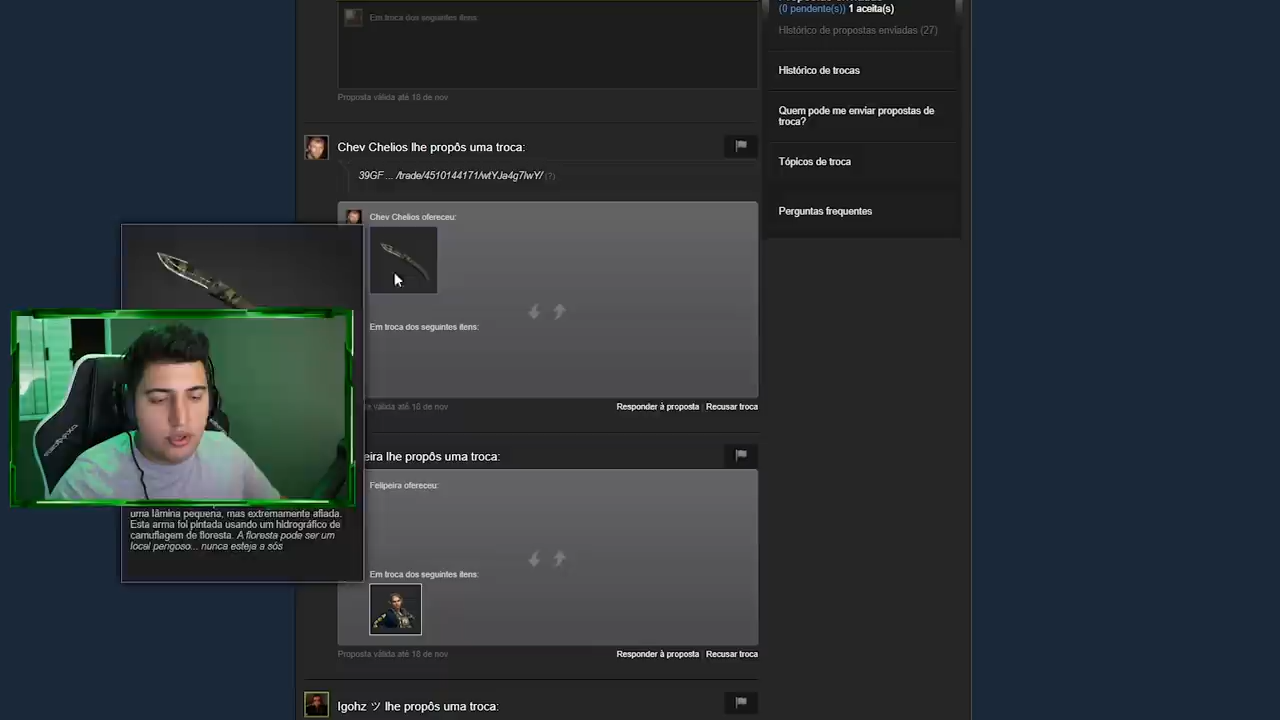 Em troca dos seguintes itens:
Proposta válida até 18 de nov
Chev Chelios lhe propôs uma troca:
39GF ... /trade/4510144171/wtYJa4g7lwY/ (?)
Chev Chelios ofereceu:
Em troca dos seguintes itens:
válida até 18 de nov
Responder à proposta | Recusar troca
eira lhe propôs uma troca:
Felipeira ofereceu:
Em troca dos seguintes itens:
Proposta válida até 18 de nov
Responder à proposta | Recusar troca
Igohz ツ lhe propôs uma troca:
uma lâmina pequena, mas extremamente afiada.
Esta arma foi pintada usando um hidrográfico de
camuflagem de floresta. A floresta pode ser um
local perigoso... nunca esteja a sós
(0 pendente(s)) 1 aceita(s)
Histórico de propostas enviadas (27)
Histórico de trocas
Quem pode me enviar propostas de
troca?
Tópicos de troca
Perguntas frequentes